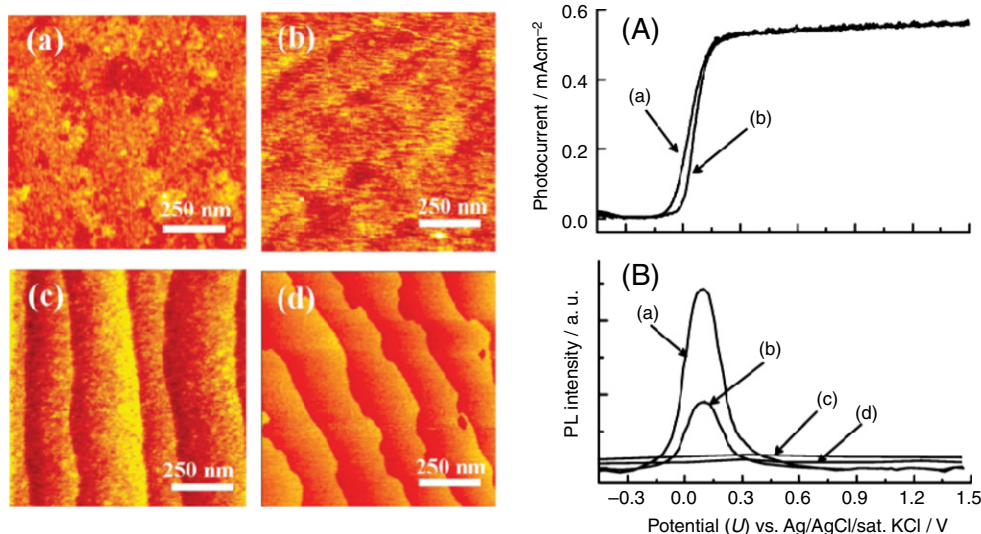 (a)
250 nm
(b)
250 nm
(c)
250 nm
(d)
250 nm
(A)
Photocurrent / mAcm⁻²
0.6
0.4
0.2
0.0
(a)
(b)
(B)
PL intensity / a. u.
(a)
(b)
(c)
(d)
−0.3 0.0 0.3 0.6 0.9 1.2 1.5
Potential (U) vs. Ag/AgCl/sat. KCl / V